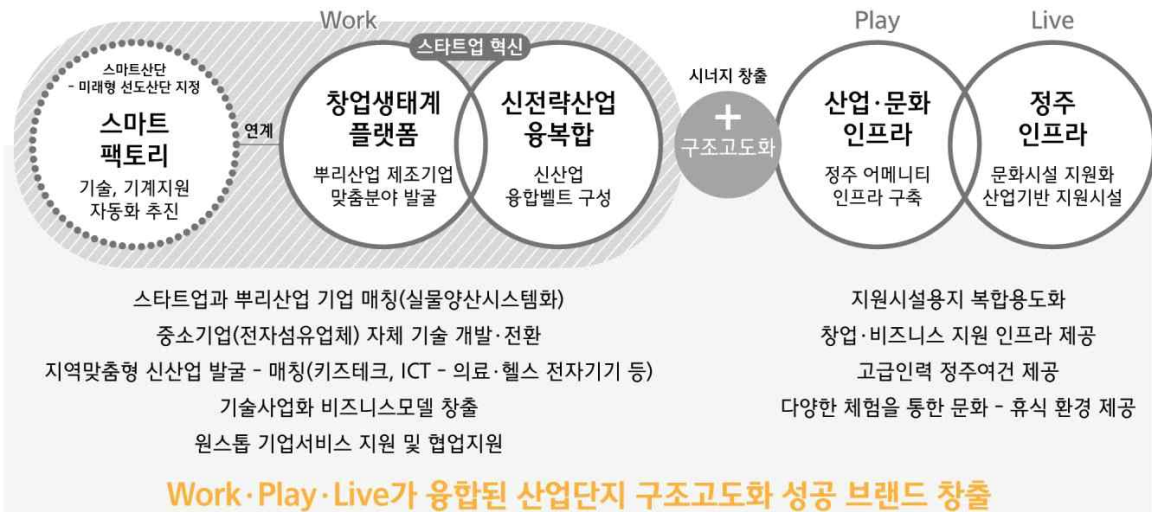 Work
Play
Live
스타트업 혁신
스마트산단
- 미래형 선도산단 지정
스마트
팩토리
기술, 기계지원
자동화 추진
연계
창업생태계
플랫폼
뿌리산업 제조기업
맞춤분야 발굴
신전략산업
융복합
신산업
융합벨트 구성
시너지 창출
+
구조고도화
산업·문화
인프라
정주 어메니티
인프라 구축
정주
인프라
문화시설 지원화
산업기반 지원시설
스타트업과 뿌리산업 기업 매칭(실물양산시스템화)
중소기업(전자섬유업체) 자체 기술 개발·전환
지역맞춤형 신산업 발굴 - 매칭(키즈테크, ICT - 의료·헬스 전자기기 등)
기술사업화 비즈니스모델 창출
원스톱 기업서비스 지원 및 협업지원
지원시설용지 복합용도화
창업·비즈니스 지원 인프라 제공
고급인력 정주여건 제공
다양한 체험을 통한 문화 - 휴식 환경 제공
Work·Play·Live가 융합된 산업단지 구조고도화 성공 브랜드 창출